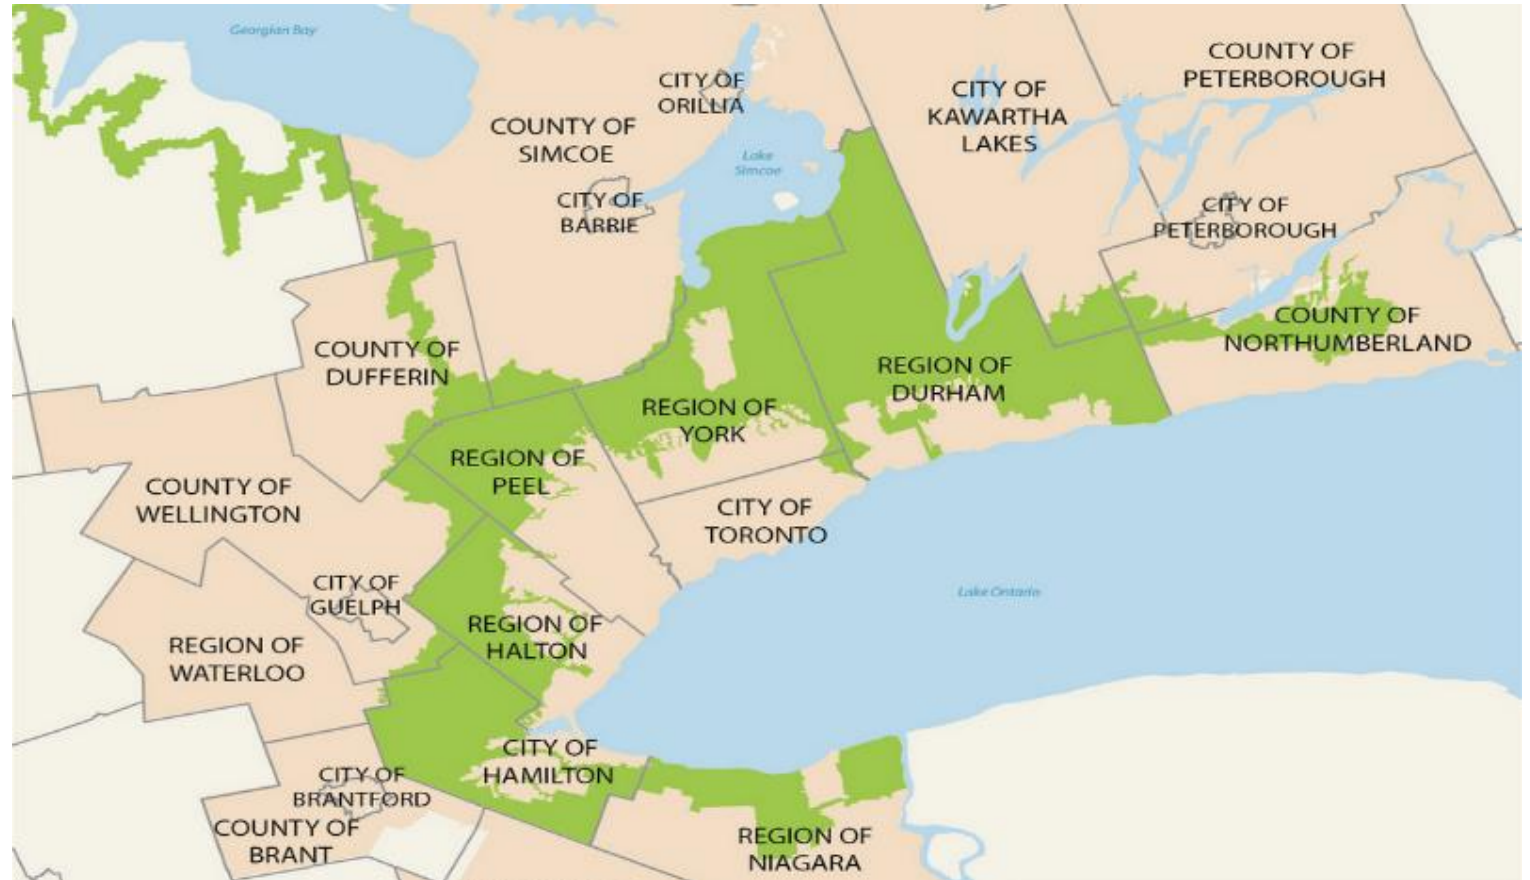 Georgian Bay
COUNTY OF
PETERBOROUGH
CITY OF
ORILLIA
CITY OF
KAWARTHA
LAKES
COUNTY OF
SIMCOE
Lake
Simcoe
CITY OF
BARRIE
CITY OF
PETERBOROUGH
COUNTY OF
NORTHUMBERLAND
COUNTY OF
DUFFERIN
REGION OF
DURHAM
REGION OF
YORK
REGION OF
PEEL
COUNTY OF
WELLINGTON
CITY OF
TORONTO
CITY OF
GUELPH
Lake Ontario
REGION OF
HALTON
REGION OF
WATERLOO
CITY OF
HAMILTON
CITY OF
BRANTFORD
COUNTY OF
BRANT
REGION OF
NIAGARA